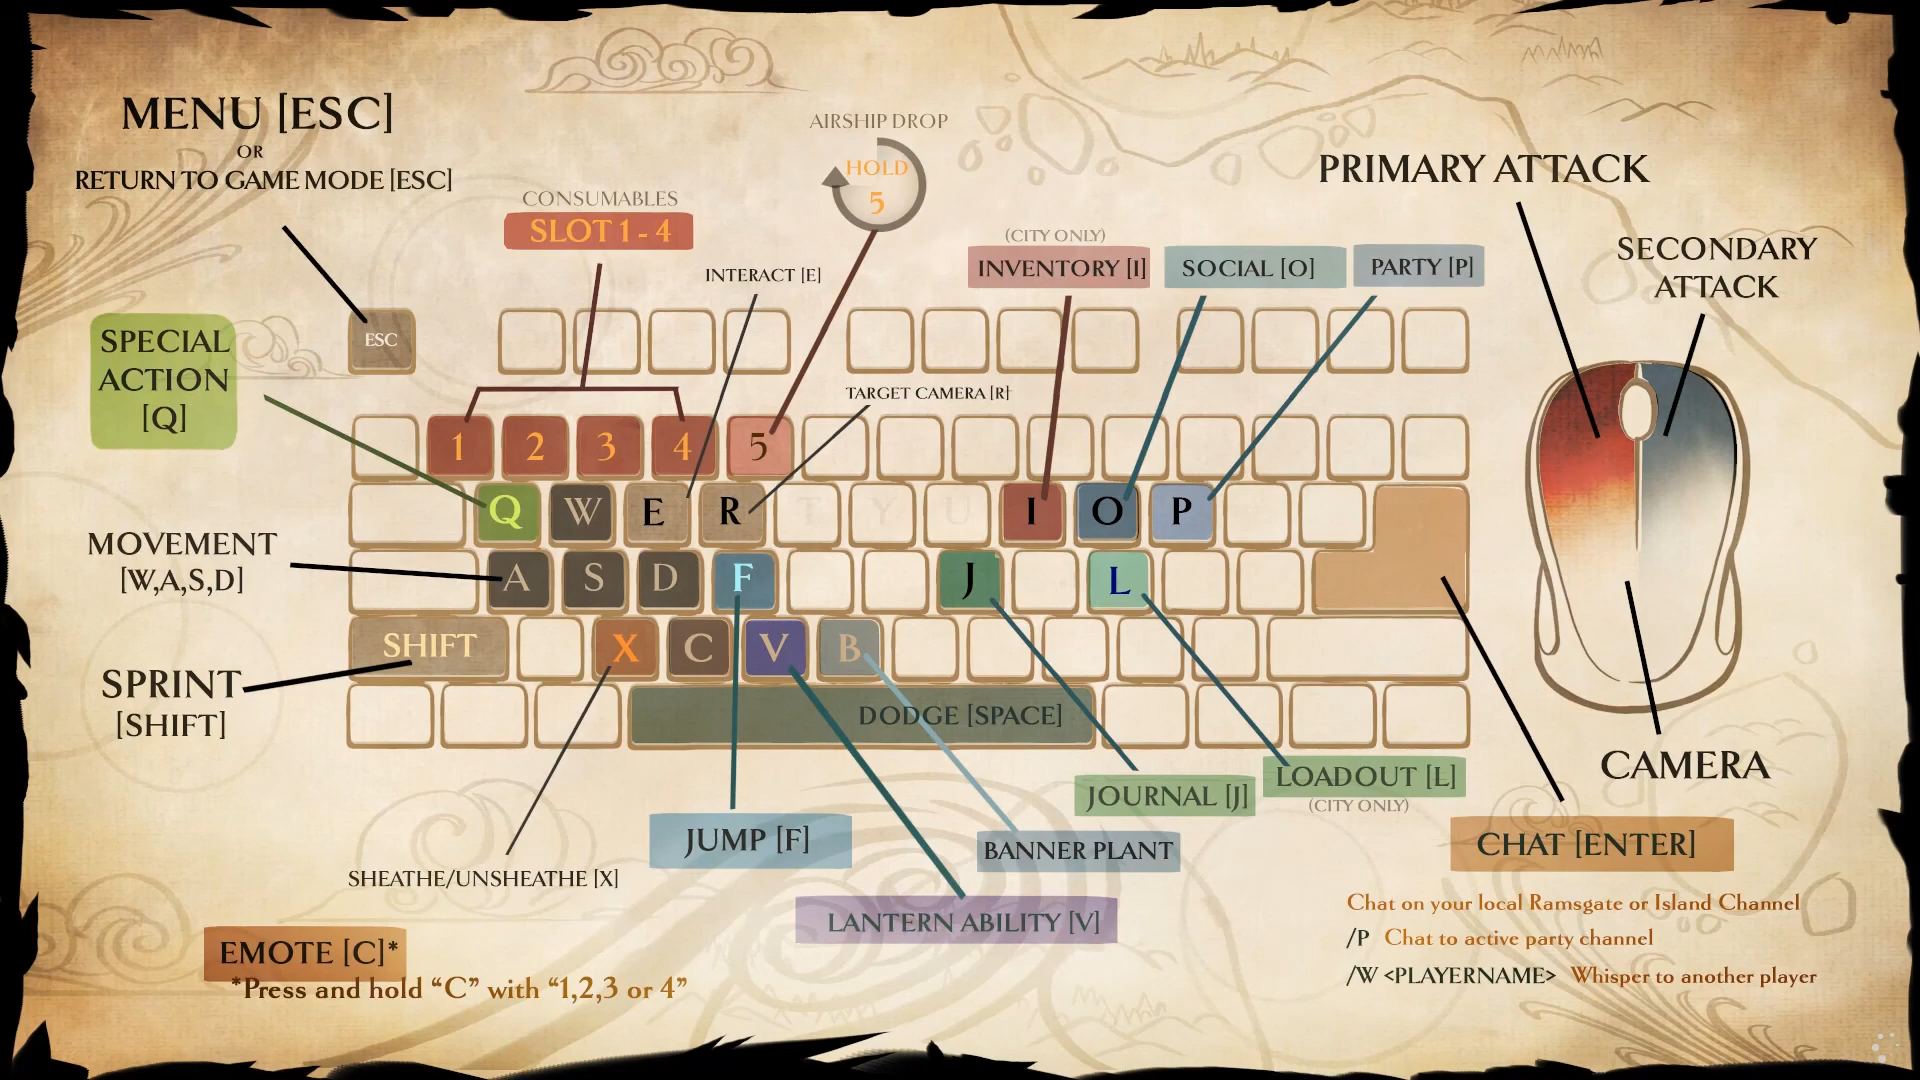 MENU [ESC]
OR
RETURN TO GAME MODE [ESC]
AIRSHIP DROP
HOLD
5
CONSUMABLES
SLOT 1 - 4
INTERACT [E]
(CITY ONLY)
INVENTORY [I]
SOCIAL [O]
PARTY [P]
PRIMARY ATTACK
SECONDARY
ATTACK
SPECIAL
ACTION
[Q]
ESC
TARGET CAMERA [R]
1 2 3 4 5
Q W E R T Y U I O P
MOVEMENT
[W,A,S,D]
A S D F J L
SHIFT X C V B
SPRINT
[SHIFT]
DODGE [SPACE]
CAMERA
JOURNAL [J]
LOADOUT [L]
(CITY ONLY)
JUMP [F]
BANNER PLANT
CHAT [ENTER]
SHEATHE/UNSHEATHE [X]
LANTERN ABILITY [V]
Chat on your local Ramsgate or Island Channel
/P Chat to active party channel
/W <PLAYERNAME> Whisper to another player
EMOTE [C]*
*Press and hold “C” with “1,2,3 or 4”